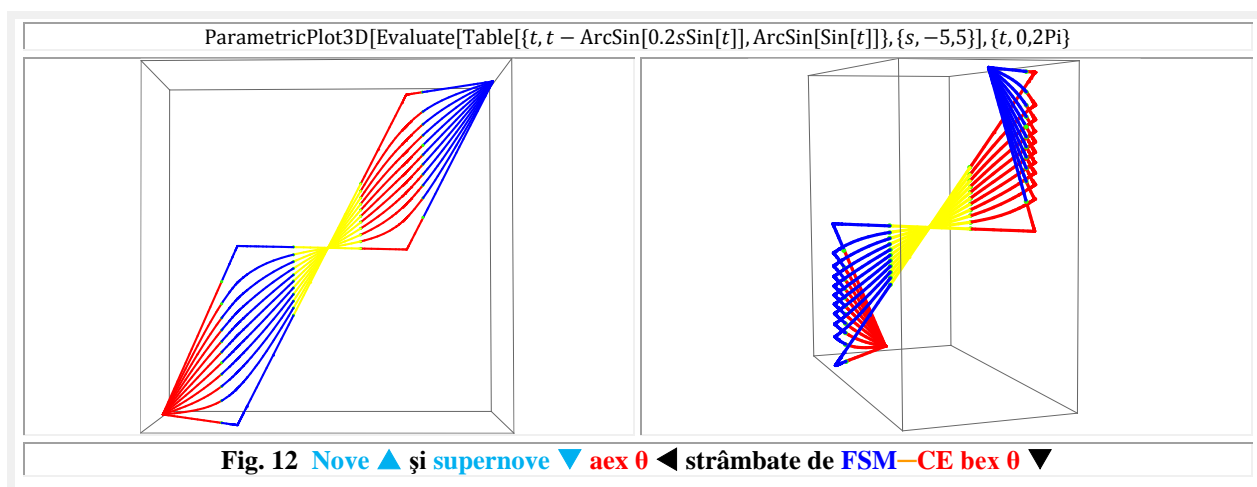 ParametricPlot3D[Evaluate[Table[{t, t − ArcSin[0.2sSin[t]], ArcSin[Sin[t]]}, {s, −5,5}], {t, 0,2Pi}
Fig. 12 Nove ▲ şi supernove ▼ aex θ ◀ strâmbate de FSM—CE bex θ ▼